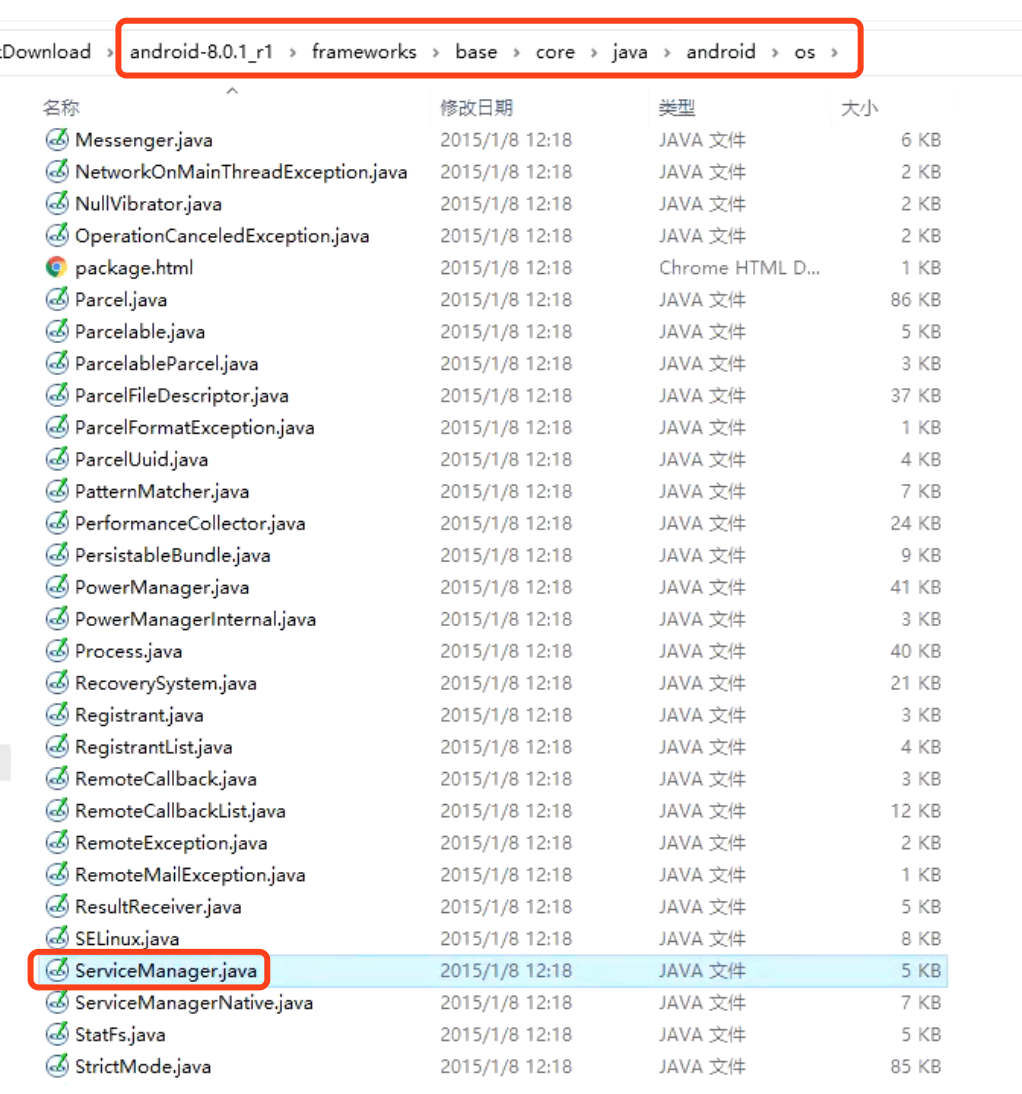 tDownload › android-8.0.1_r1 › frameworks › base › core › java › android › os ›
名称 修改日期 类型 大小
Messenger.java 2015/1/8 12:18 JAVA 文件 6 KB
NetworkOnMainThreadException.java 2015/1/8 12:18 JAVA 文件 2 KB
NullVibrator.java 2015/1/8 12:18 JAVA 文件 2 KB
OperationCanceledException.java 2015/1/8 12:18 JAVA 文件 2 KB
package.html 2015/1/8 12:18 Chrome HTML D... 1 KB
Parcel.java 2015/1/8 12:18 JAVA 文件 86 KB
Parcelable.java 2015/1/8 12:18 JAVA 文件 5 KB
ParcelableParcel.java 2015/1/8 12:18 JAVA 文件 3 KB
ParcelFileDescriptor.java 2015/1/8 12:18 JAVA 文件 37 KB
ParcelFormatException.java 2015/1/8 12:18 JAVA 文件 1 KB
ParcelUuid.java 2015/1/8 12:18 JAVA 文件 4 KB
PatternMatcher.java 2015/1/8 12:18 JAVA 文件 7 KB
PerformanceCollector.java 2015/1/8 12:18 JAVA 文件 24 KB
PersistableBundle.java 2015/1/8 12:18 JAVA 文件 9 KB
PowerManager.java 2015/1/8 12:18 JAVA 文件 41 KB
PowerManagerInternal.java 2015/1/8 12:18 JAVA 文件 3 KB
Process.java 2015/1/8 12:18 JAVA 文件 40 KB
RecoverySystem.java 2015/1/8 12:18 JAVA 文件 21 KB
Registrant.java 2015/1/8 12:18 JAVA 文件 3 KB
RegistrantList.java 2015/1/8 12:18 JAVA 文件 4 KB
RemoteCallback.java 2015/1/8 12:18 JAVA 文件 3 KB
RemoteCallbackList.java 2015/1/8 12:18 JAVA 文件 12 KB
RemoteException.java 2015/1/8 12:18 JAVA 文件 2 KB
RemoteMailException.java 2015/1/8 12:18 JAVA 文件 1 KB
ResultReceiver.java 2015/1/8 12:18 JAVA 文件 5 KB
SELinux.java 2015/1/8 12:18 JAVA 文件 8 KB
ServiceManager.java 2015/1/8 12:18 JAVA 文件 5 KB
ServiceManagerNative.java 2015/1/8 12:18 JAVA 文件 7 KB
StatFs.java 2015/1/8 12:18 JAVA 文件 5 KB
StrictMode.java 2015/1/8 12:18 JAVA 文件 85 KB